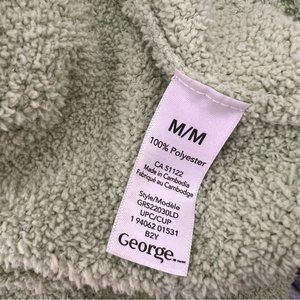 M/M
100% Polyester
CA 51122
Made in Cambodia
Fabriqué au Cambodge
Style/Modèle
GRS22030LD
UPC/CUP
1 94062 01531
B2Y
George.